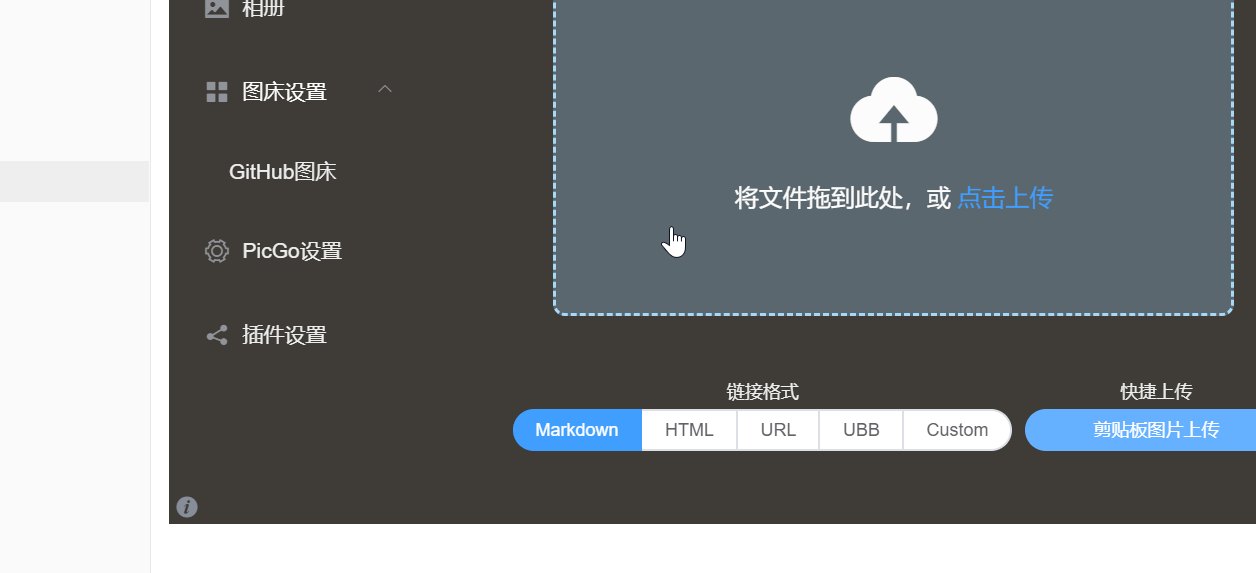 相册
图床设置
GitHub图床
PicGo设置
插件设置
将文件拖到此处，或 点击上传
链接格式
Markdown HTML URL UBB Custom
快捷上传
剪贴板图片上传
i